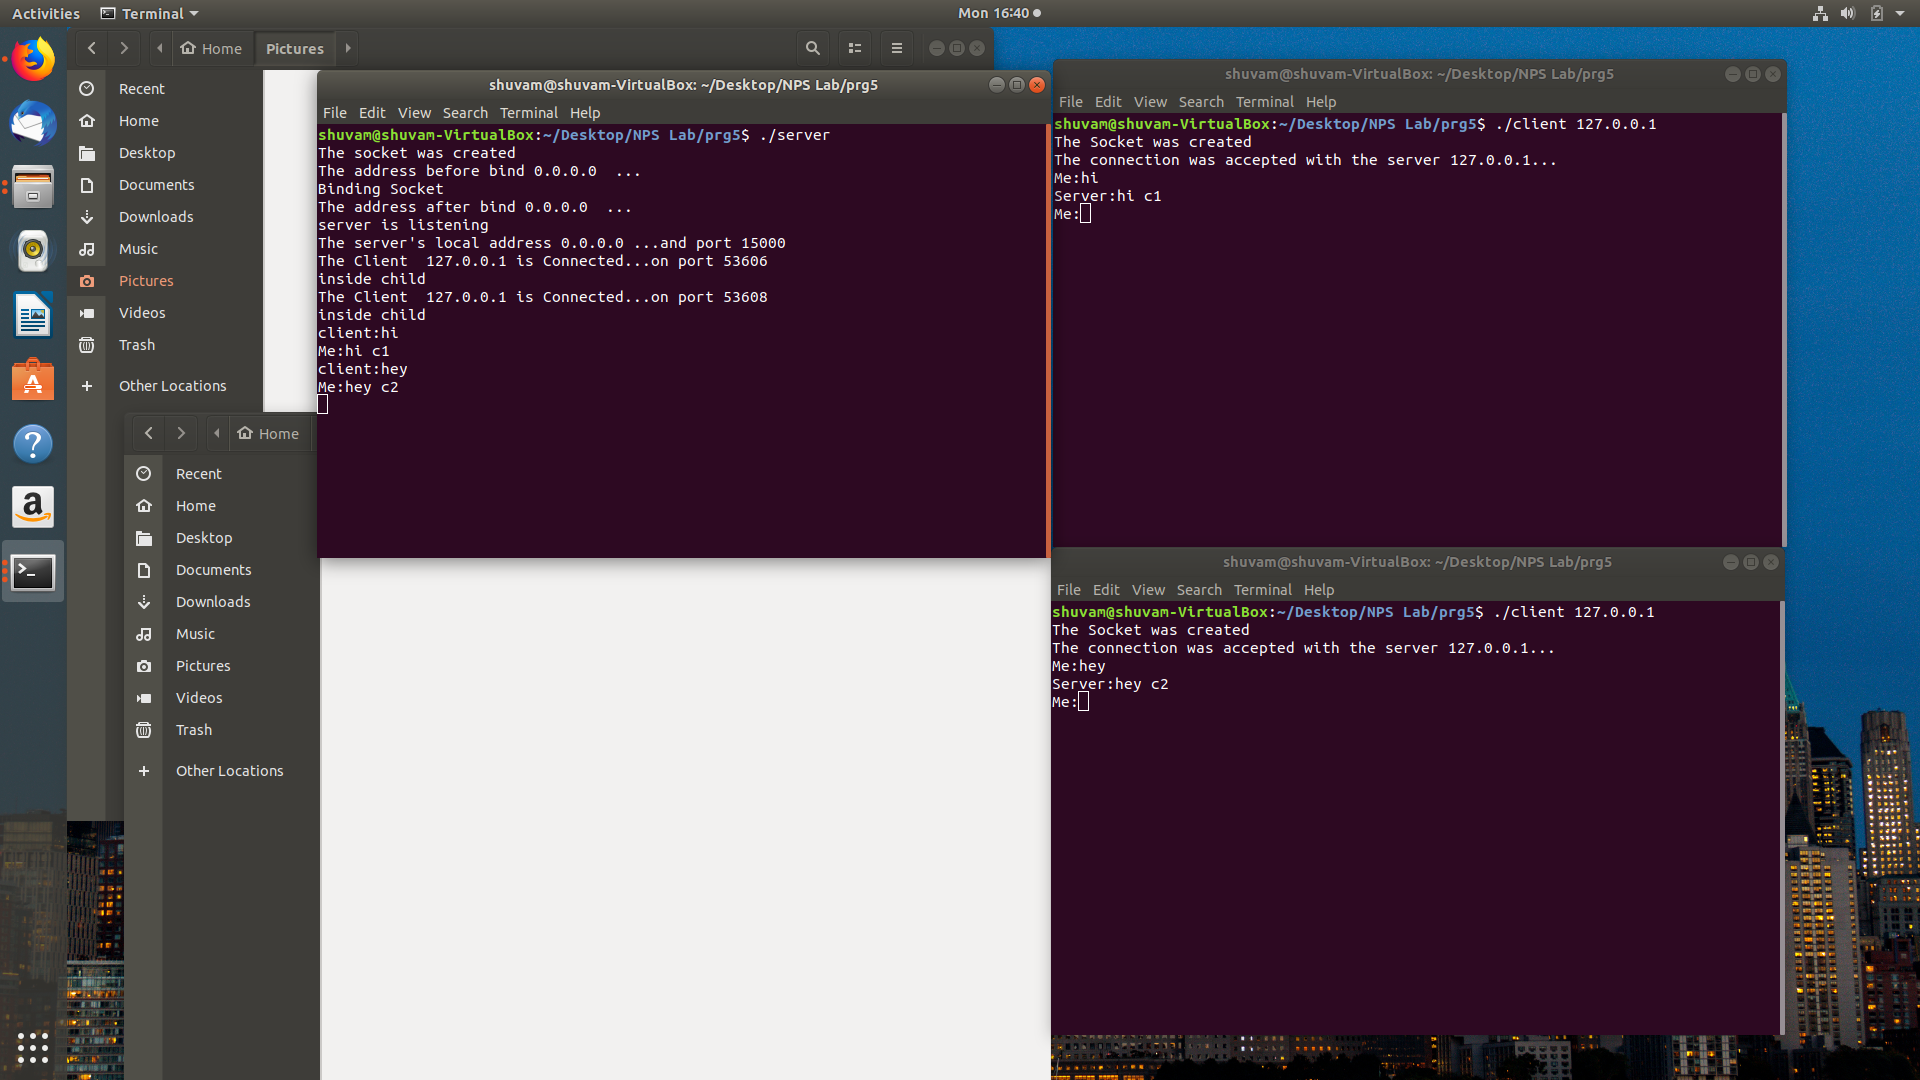 Activities
Terminal
Mon 16:40
Home
Pictures
Recent
Home
Desktop
Documents
Downloads
Music
Pictures
Videos
Trash
Other Locations
Home
Recent
Home
Desktop
Documents
Downloads
Music
Pictures
Videos
Trash
Other Locations
shuvam@shuvam-VirtualBox: ~/Desktop/NPS Lab/prg5
File Edit View Search Terminal Help
shuvam@shuvam-VirtualBox:~/Desktop/NPS Lab/prg5$ ./server
The socket was created
The address before bind 0.0.0.0  ...
Binding Socket
The address after bind 0.0.0.0  ...
server is listening
The server's local address 0.0.0.0 ...and port 15000
The Client  127.0.0.1 is Connected...on port 53606
inside child
The Client  127.0.0.1 is Connected...on port 53608
inside child
client:hi
Me:hi c1
client:hey
Me:hey c2
shuvam@shuvam-VirtualBox: ~/Desktop/NPS Lab/prg5
File Edit View Search Terminal Help
shuvam@shuvam-VirtualBox:~/Desktop/NPS Lab/prg5$ ./client 127.0.0.1
The Socket was created
The connection was accepted with the server 127.0.0.1...
Me:hi
Server:hi c1
Me:
shuvam@shuvam-VirtualBox: ~/Desktop/NPS Lab/prg5
File Edit View Search Terminal Help
shuvam@shuvam-VirtualBox:~/Desktop/NPS Lab/prg5$ ./client 127.0.0.1
The Socket was created
The connection was accepted with the server 127.0.0.1...
Me:hey
Server:hey c2
Me: